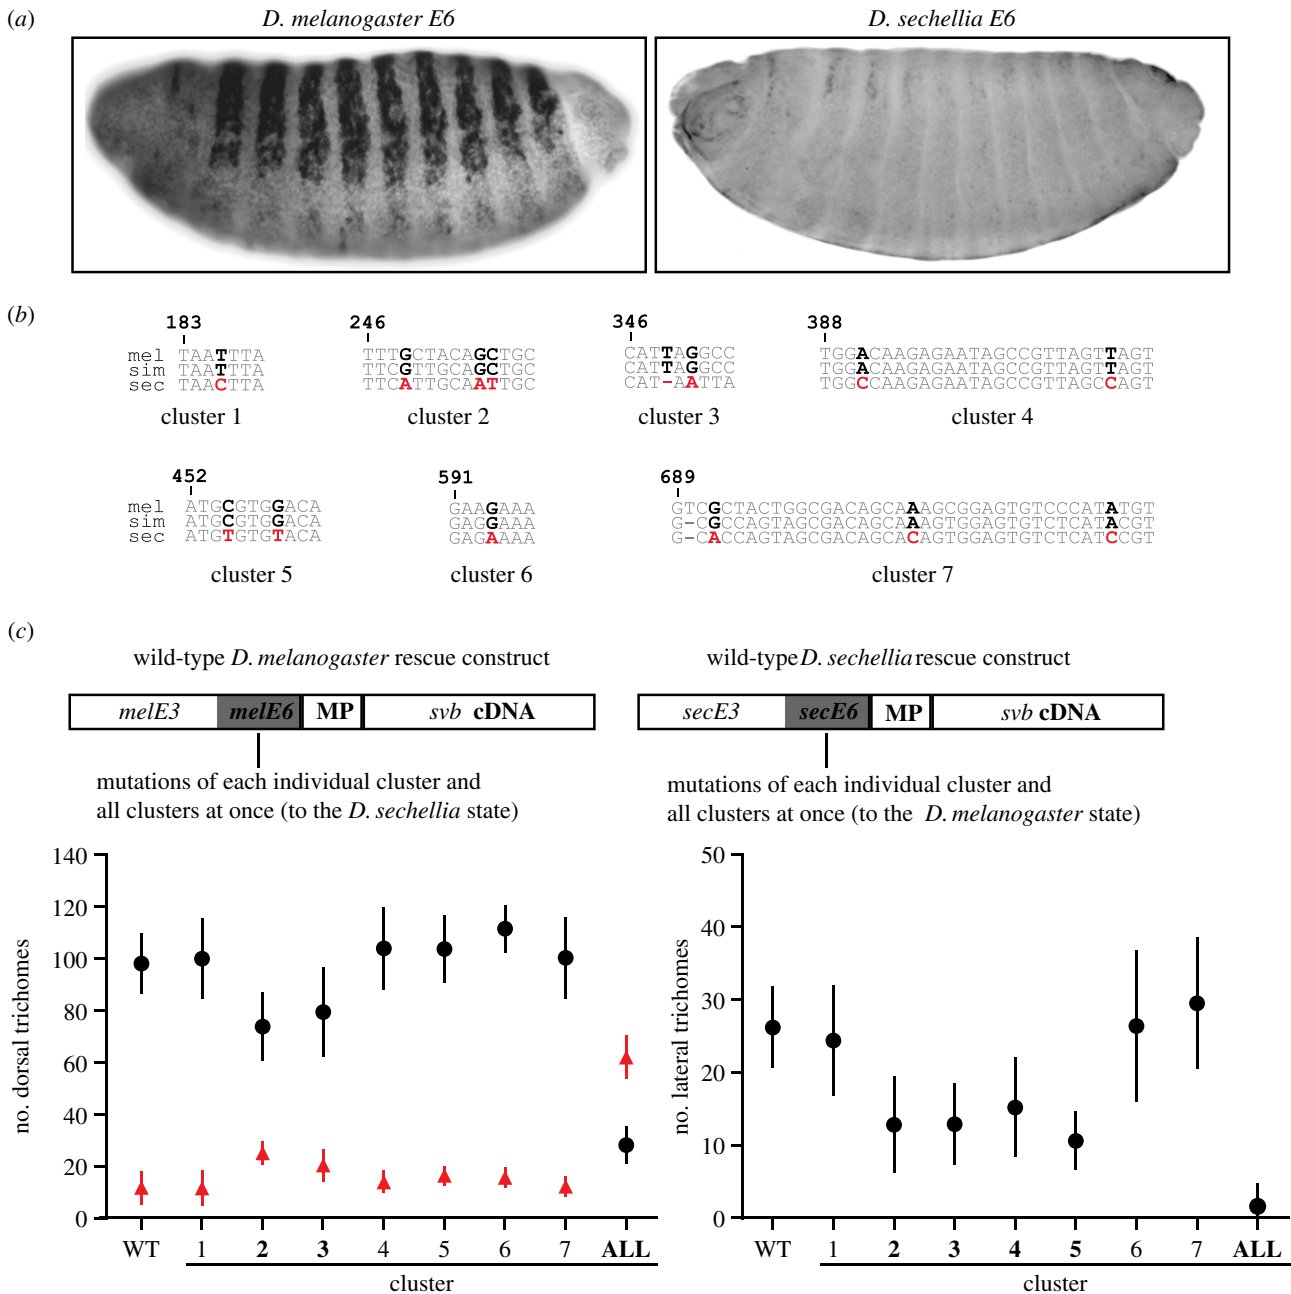 (a)
D. melanogaster E6
D. sechellia E6
(b)
183
mel TAATTTA
sim TAATTTA
sec TAACTTA
cluster 1
246
TTTGCTACAGCTGC
TTCGTTGCAGCTGC
TTCATTGCAATTGC
cluster 2
346
CATTAGGCC
CATTAGGCC
CAT-AATTA
cluster 3
388
TGGACAAGAGAATAGCCGTTAGTTAGT
TGGACAAGAGAATAGCCGTTAGTTAGT
TGGCCAAGAGAATAGCCGTTAGCCAGT
cluster 4
452
mel ATGCGTGGACA
sim ATGCGTGGACA
sec ATGTGTGTACA
cluster 5
591
GAAGAAA
GAGGAAA
GAGAAAA
cluster 6
689
GTCGCTACTGGCGACAGCAAAGCGGAGTGTCCCATATGT
G-CGCCAGTAGCGACAGCAAAGTGGAGTGTCTCATACGT
G-CACCAGTAGCGACAGCACAGTGGAGTGTCTCATCCGT
cluster 7
(c)
wild-type D. melanogaster rescue construct
melE3 melE6 MP svb cDNA
mutations of each individual cluster and
all clusters at once (to the D. sechellia state)
no. dorsal trichomes
140
120
100
80
60
40
20
0
WT 1 2 3 4 5 6 7 ALL
cluster
wild-type D. sechellia rescue construct
secE3 secE6 MP svb cDNA
mutations of each individual cluster and
all clusters at once (to the D. melanogaster state)
no. lateral trichomes
50
40
30
20
10
0
WT 1 2 3 4 5 6 7 ALL
cluster